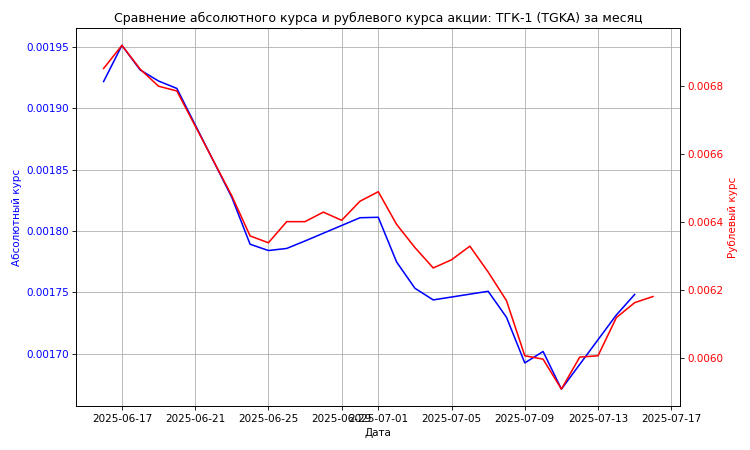 Сравнение абсолютного курса и рублевого курса акции: ТГК-1 (TGKA) за месяц
0.00195
0.00190
0.00185
0.00180
0.00175
0.00170
Абсолютный курс
0.0068
0.0066
0.0064
0.0062
0.0060
Рублевый курс
2025-06-17 2025-06-21 2025-06-25 2025-06-29 2025-07-01 2025-07-05 2025-07-09 2025-07-13 2025-07-17
Дата